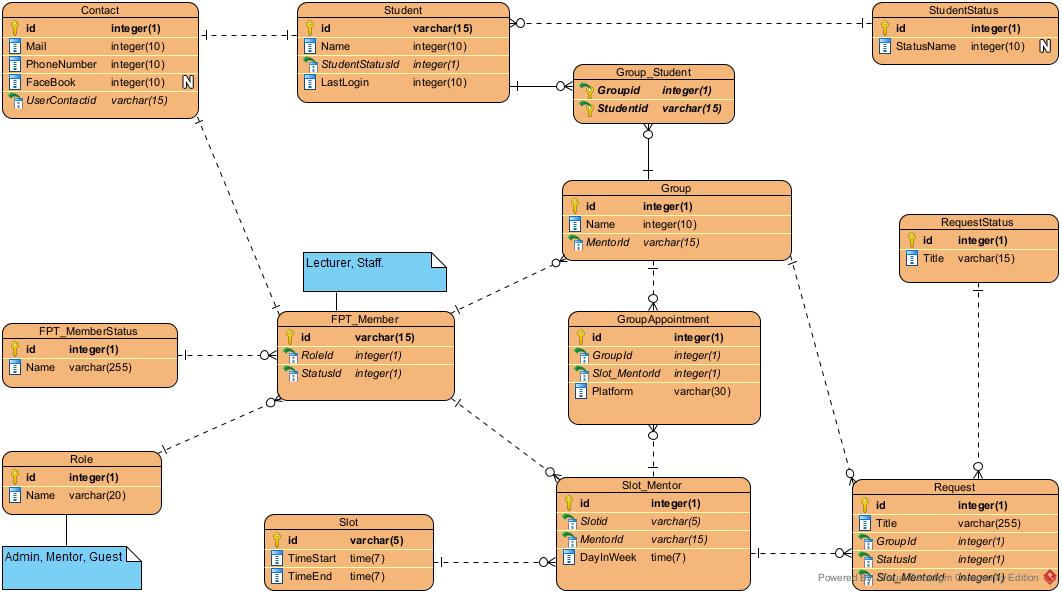 Contact
id integer(1)
Mail integer(10)
PhoneNumber integer(10)
FaceBook integer(10) N
UserContactid varchar(15)
Student
id varchar(15)
Name integer(10)
StudentStatusId integer(1)
LastLogin integer(10)
StudentStatus
id integer(1)
StatusName integer(10) N
Group_Student
Groupid integer(1)
Studentid varchar(15)
Group
id integer(1)
Name integer(10)
MentorId varchar(15)
RequestStatus
id integer(1)
Title varchar(15)
Lecturer, Staff.
FPT_Member
id varchar(15)
RoleId integer(1)
StatusId integer(1)
FPT_MemberStatus
id integer(1)
Name varchar(255)
GroupAppointment
id integer(1)
GroupId integer(1)
Slot_MentorId integer(1)
Platform varchar(30)
Role
id integer(1)
Name varchar(20)
Admin, Mentor, Guest
Slot
id varchar(5)
TimeStart time(7)
TimeEnd time(7)
Slot_Mentor
id integer(1)
Slotid varchar(5)
MentorId varchar(15)
DayInWeek time(7)
Request
id integer(1)
Title varchar(255)
GroupId integer(1)
StatusId integer(1)
Slot_MentorId integer(1)
Powered By Visual Paradigm Community Edition